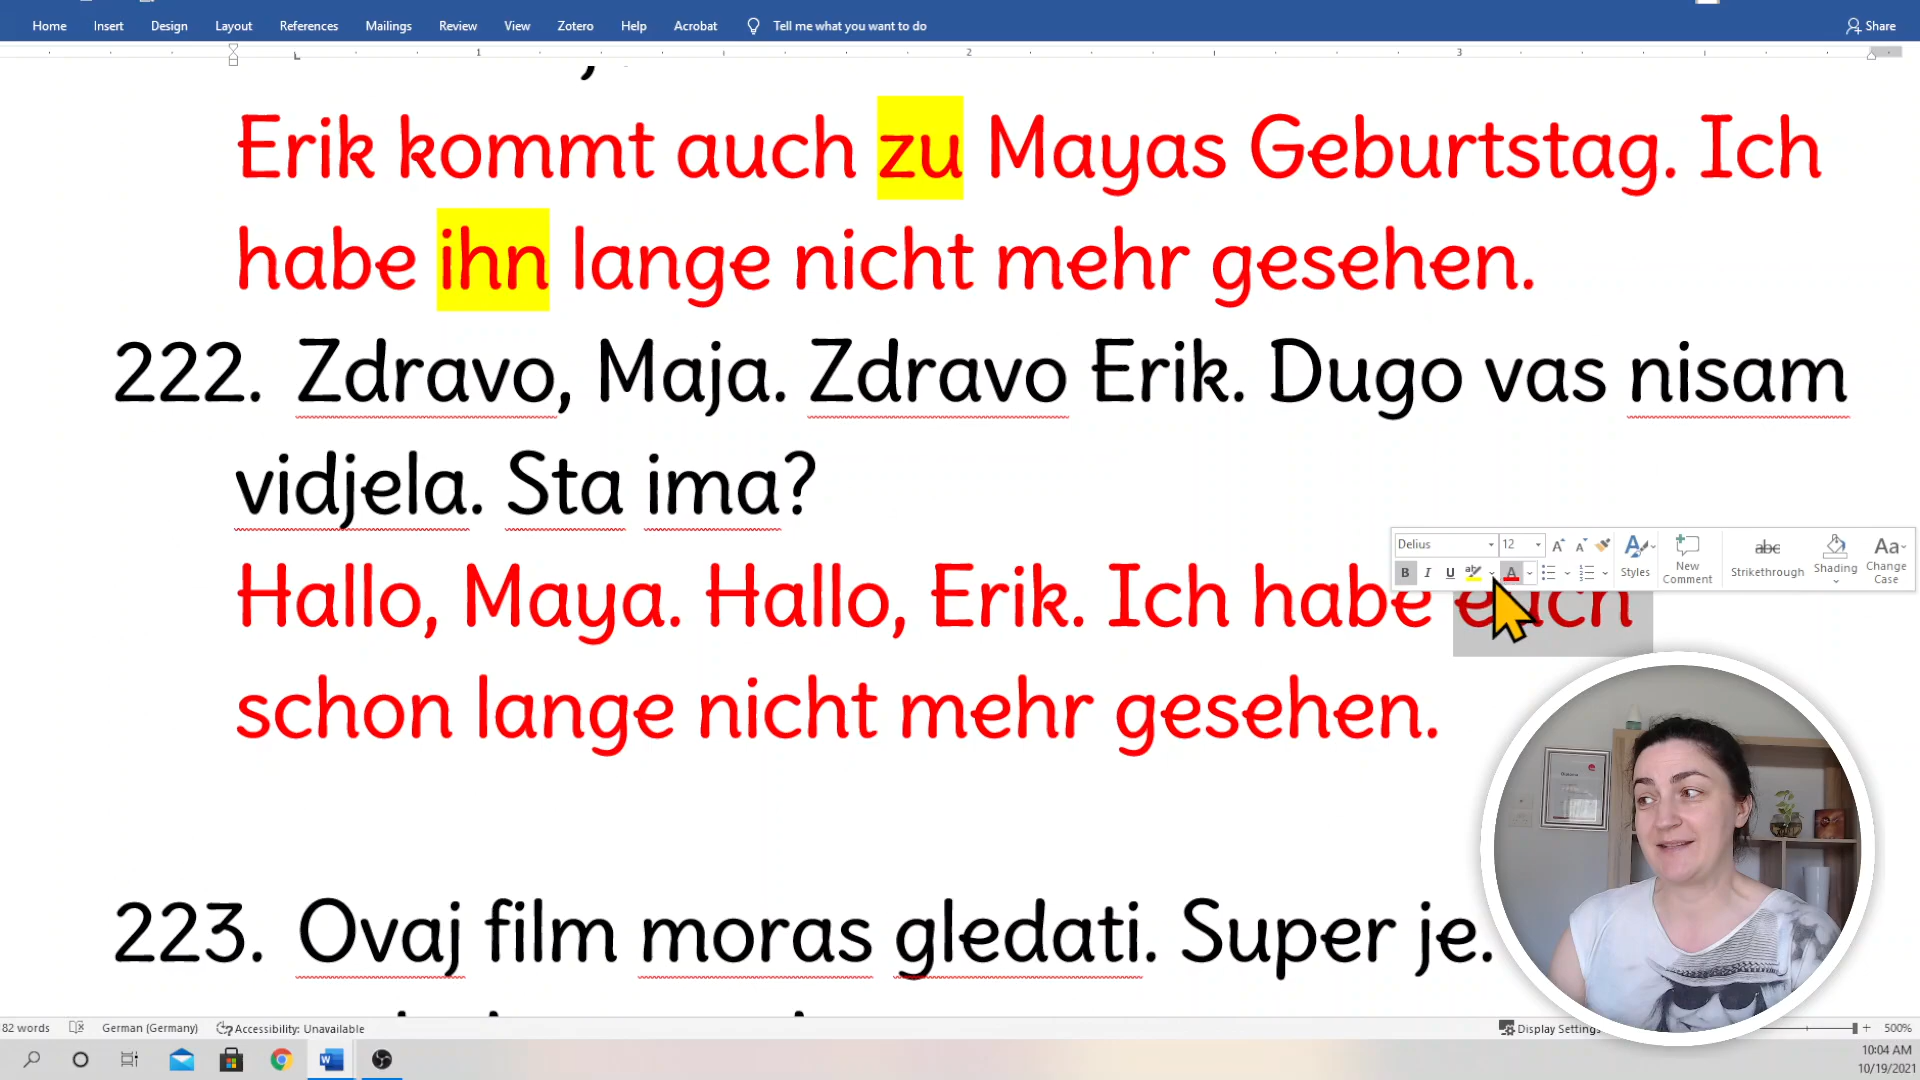 Home Insert Design Layout References Mailings Review View Zotero Help Acrobat Tell me what you want to do Share
1 2 3
Erik kommt auch zu Mayas Geburtstag. Ich
habe ihn lange nicht mehr gesehen.
222. Zdravo, Maja. Zdravo Erik. Dugo vas nisam
vidjela. Sta ima?
Delius 12
Styles New Comment Strikethrough Shading Change Case
Hallo, Maya. Hallo, Erik. Ich habe euch
schon lange nicht mehr gesehen.
223. Ovaj film moras gledati. Super je.
82 words German (Germany) Accessibility: Unavailable Display Settings 500%
10:04 AM
10/19/2021